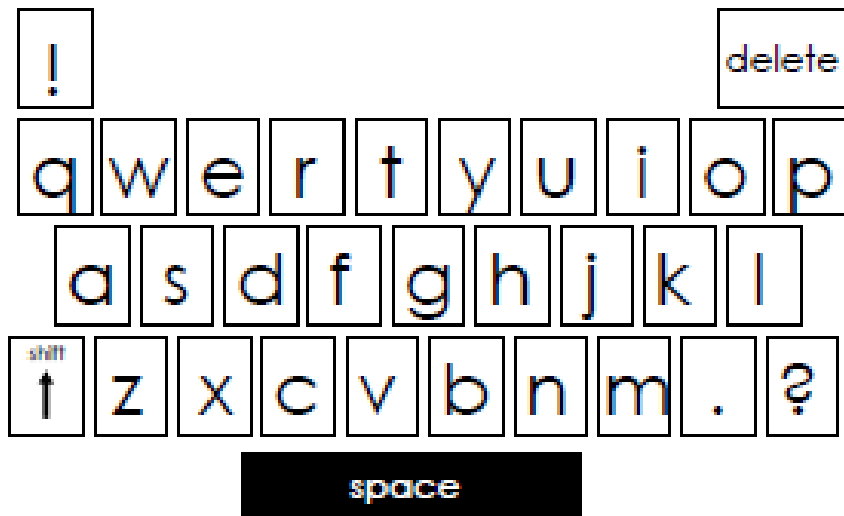 ! delete
q w e r t y u i o p
a s d f g h j k l
shift z x c v b n m . ?
space